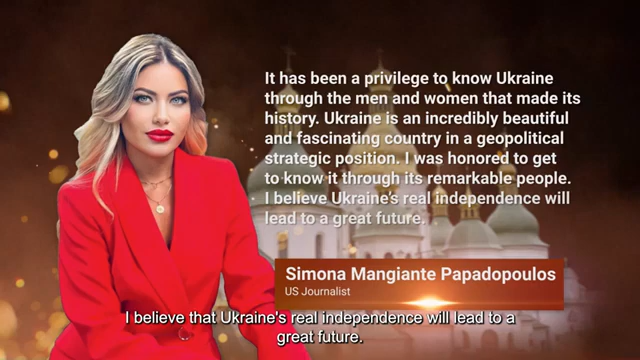 It has been a privilege to know Ukraine
through the men and women that made its
history. Ukraine is an incredibly beautiful
and fascinating country in a geopolitical
strategic position. I was honored to get
to know it through its remarkable people.
I believe Ukraine's real independence will
lead to a great future.
Simona Mangiante Papadopoulos
US Journalist
I believe that Ukraine's real independence will lead to a
great future.